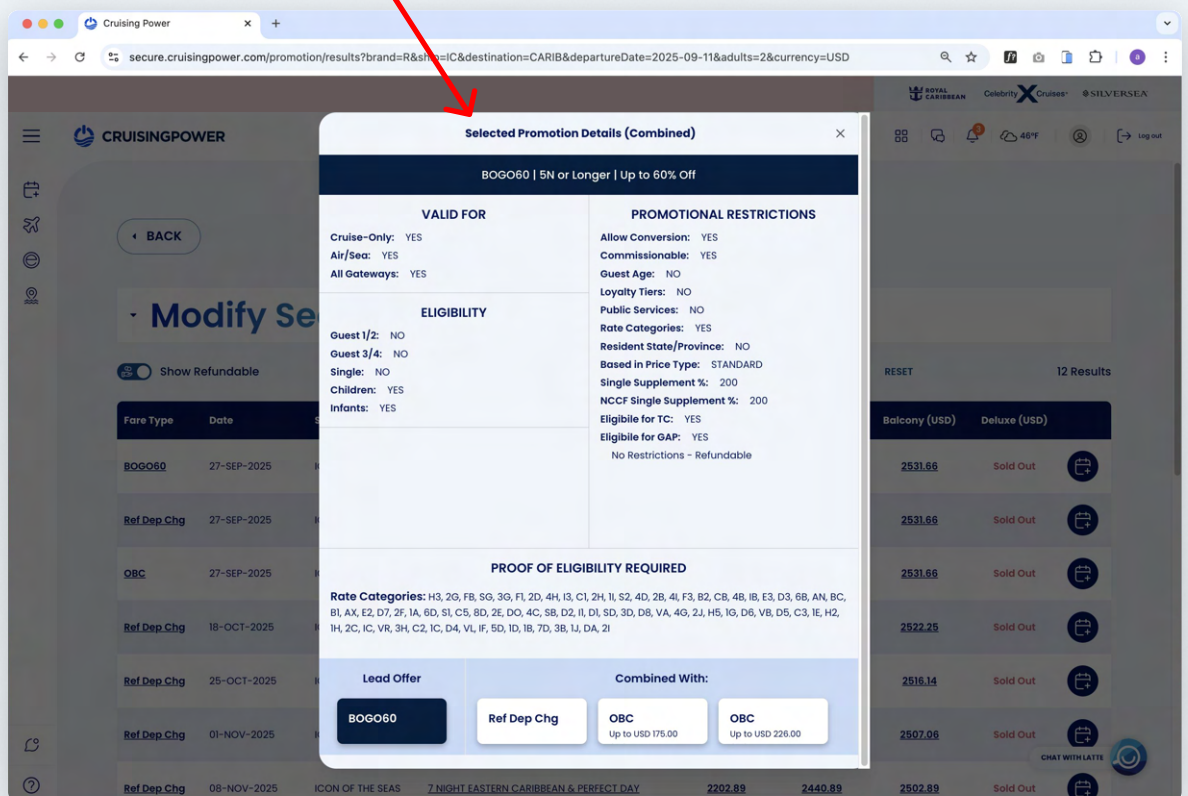 Cruising Power
secure.cruisingpower.com/promotion/results?brand=R&ship=IC&destination=CARIB&departureDate=2025-09-11&adults=2&currency=USD
ROYAL CARIBBEAN Celebrity X Cruises SILVERSEA
CRUISINGPOWER
3
46°F
Log out
BACK
Modify Se
Show Refundable
RESET
12 Results
Selected Promotion Details (Combined)
BOGO60 | 5N or Longer | Up to 60% Off
VALID FOR
Cruise-Only: YES
Air/Sea: YES
All Gateways: YES
ELIGIBILITY
Guest 1/2: NO
Guest 3/4: NO
Single: NO
Children: YES
Infants: YES
PROMOTIONAL RESTRICTIONS
Allow Conversion: YES
Commissionable: YES
Guest Age: NO
Loyalty Tiers: NO
Public Services: NO
Rate Categories: YES
Resident State/Province: NO
Based in Price Type: STANDARD
Single Supplement %: 200
NCCF Single Supplement %: 200
Eligibile for TC: YES
Eligibile for GAP: YES
No Restrictions - Refundable
PROOF OF ELIGIBILITY REQUIRED
Rate Categories: H3, 2G, FB, SG, 3G, F1, 2D, 4H, I3, C1, 2H, 1I, S2, 4D, 2B, 4I, F3, B2, CB, 4B, IB, E3, D3, 6B, AN, BC,
B1, AX, E2, D7, 2F, 1A, 6D, S1, C5, 8D, 2E, DO, 4C, SB, D2, I1, D1, SD, 3D, D8, VA, 4G, 2J, H5, 1G, D6, VB, D5, C3, 1E, H2,
1H, 2C, IC, VR, 3H, C2, 1C, D4, VL, IF, 5D, 1D, 1B, 7D, 3B, 1J, DA, 2I
Lead Offer
BOGO60
Combined With:
Ref Dep Chg
OBC
Up to USD 175.00
OBC
Up to USD 226.00
Fare Type Date Balcony (USD) Deluxe (USD)
BOGO60 27-SEP-2025 2531.66 Sold Out
Ref Dep Chg 27-SEP-2025 2531.66 Sold Out
OBC 27-SEP-2025 2531.66 Sold Out
Ref Dep Chg 18-OCT-2025 2522.25 Sold Out
Ref Dep Chg 25-OCT-2025 2516.14 Sold Out
Ref Dep Chg 01-NOV-2025 2507.06 Sold Out
CHAT WITH LATTE
Ref Dep Chg 08-NOV-2025 ICON OF THE SEAS 7 NIGHT EASTERN CARIBBEAN & PERFECT DAY 2202.89 2440.89 2502.89 Sold Out